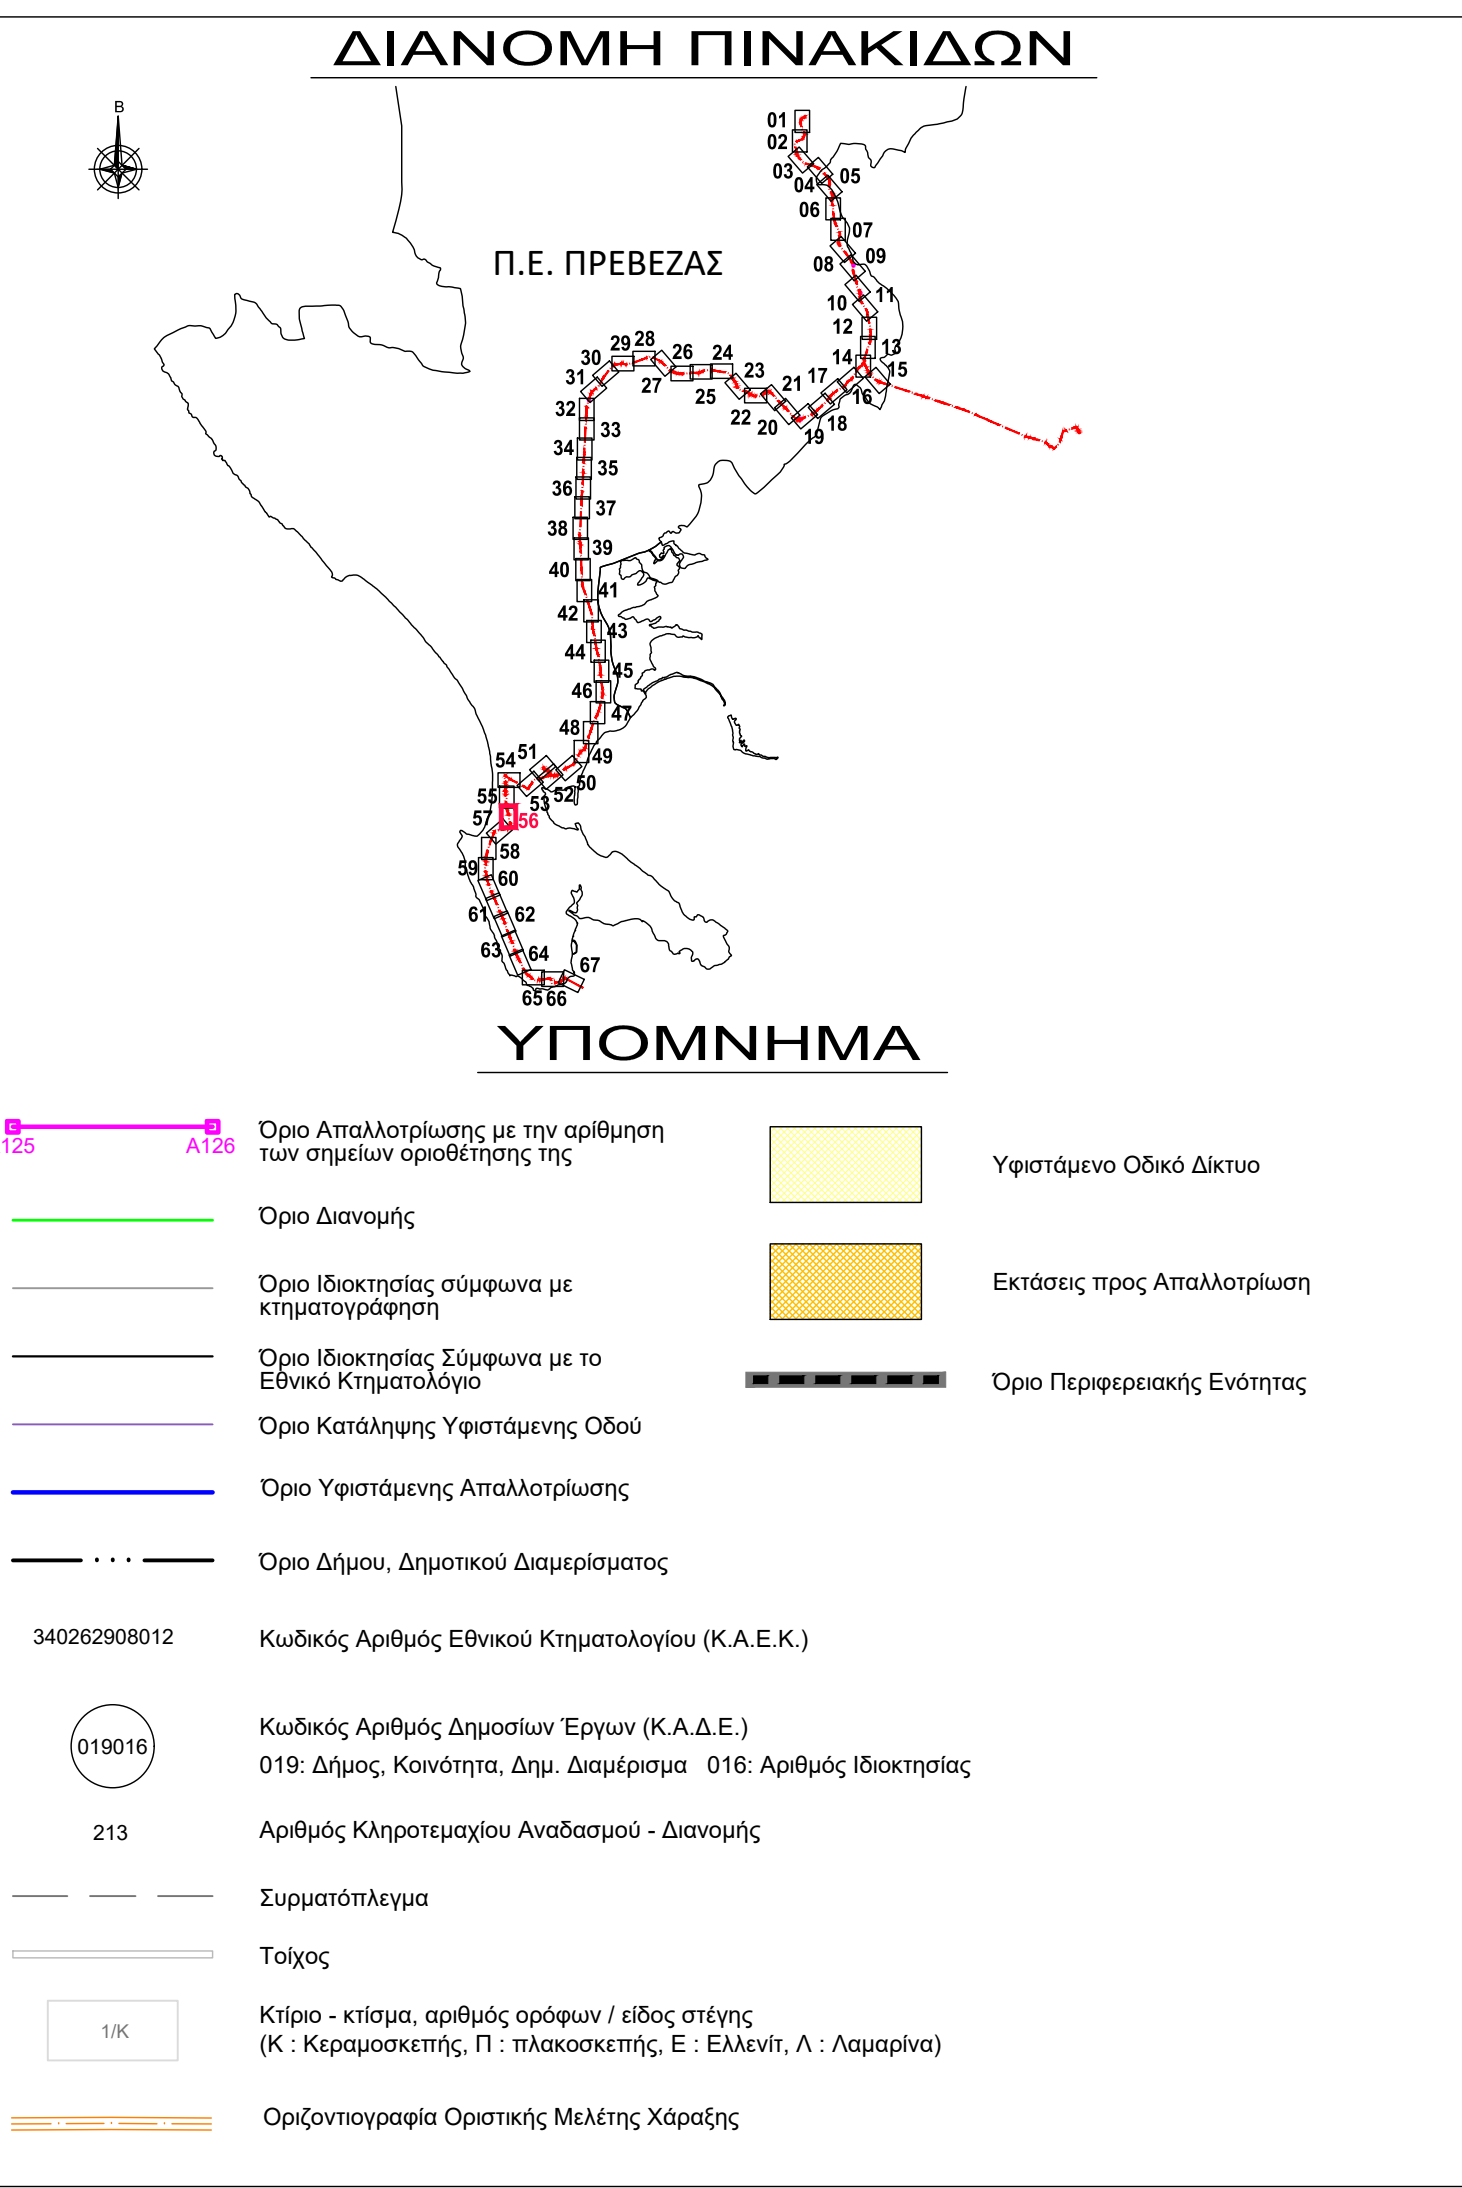 ΔΙΑΝΟΜΗ ΠΙΝΑΚΙΔΩΝ
Β
01
02
03
04
05
06
07
Π.Ε. ΠΡΕΒΕΖΑΣ
08
09
10
11
12
13
14
15
16
17
18
19
20
21
22
23
24
25
26
27
28
29
30
31
32
33
34
35
36
37
38
39
40
41
42
43
44
45
46
47
48
49
50
51
52
53
54
55
56
57
58
59
60
61
62
63
64
65
66
67
ΥΠΟΜΝΗΜΑ
125
A126
Όριο Απαλλοτρίωσης με την αρίθμηση
των σημείων οριοθέτησης της
Όριο Διανομής
Όριο Ιδιοκτησίας σύμφωνα με
κτηματογράφηση
Όριο Ιδιοκτησίας Σύμφωνα με το
Εθνικό Κτηματολόγιο
Όριο Κατάληψης Υφιστάμενης Οδού
Όριο Υφιστάμενης Απαλλοτρίωσης
Όριο Δήμου, Δημοτικού Διαμερίσματος
340262908012
Κωδικός Αριθμός Εθνικού Κτηματολογίου (Κ.Α.Ε.Κ.)
019016
Κωδικός Αριθμός Δημοσίων Έργων (Κ.Α.Δ.Ε.)
019: Δήμος, Κοινότητα, Δημ. Διαμέρισμα 016: Αριθμός Ιδιοκτησίας
213
Αριθμός Κληροτεμαχίου Αναδασμού - Διανομής
Συρματόπλεγμα
Τοίχος
1/Κ
Κτίριο - κτίσμα, αριθμός ορόφων / είδος στέγης
(Κ : Κεραμοσκεπής, Π : πλακοσκεπής, Ε : Ελλενίτ, Λ : Λαμαρίνα)
Οριζοντιογραφία Οριστικής Μελέτης Χάραξης
Υφιστάμενο Οδικό Δίκτυο
Εκτάσεις προς Απαλλοτρίωση
Όριο Περιφερειακής Ενότητας